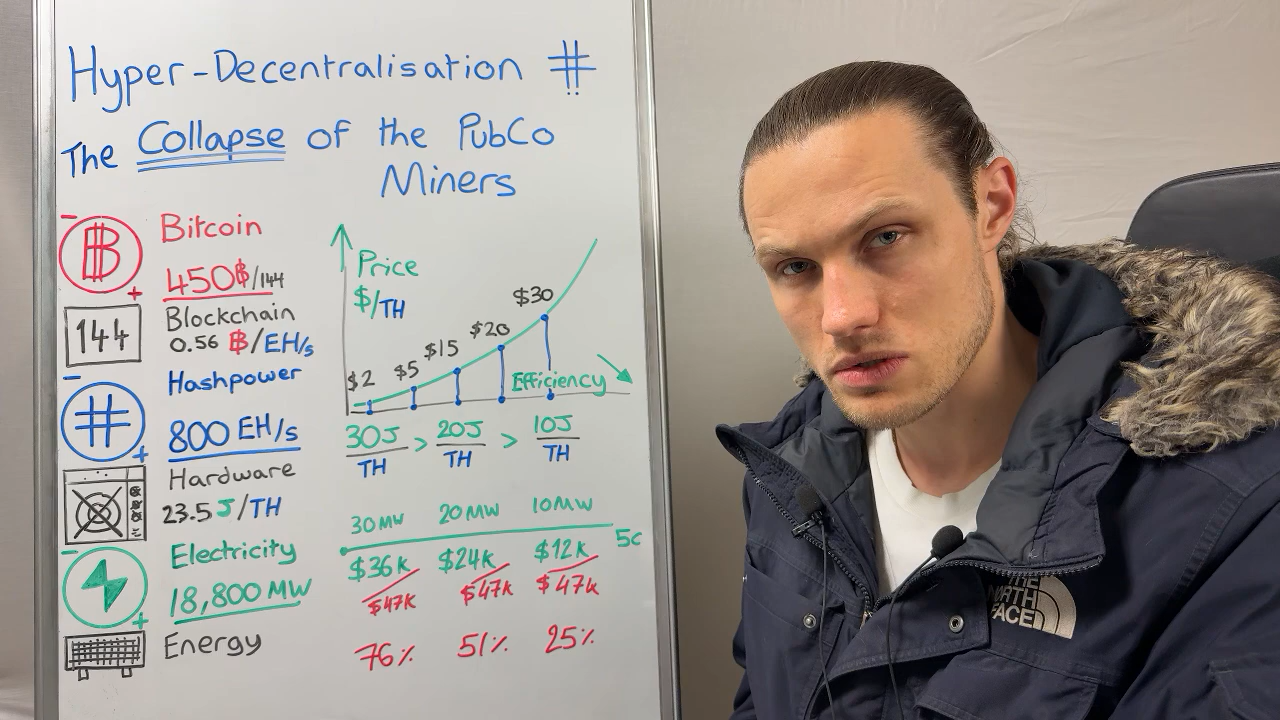 Hyper-Decentralisation #
The Collapse of the PubCo
Miners
- ₿ +
Bitcoin
450₿/144
144
Blockchain
0.56 ₿/EH/s
- # +
Hashpower
800 EH/s
Hardware
23.5 J/TH
- +
Electricity
18,800 MW
Energy
Price
$/TH
$2 $5 $15 $20 $30
Efficiency
30J/TH > 20J/TH > 10J/TH
30MW 20MW 10MW
5c
$36k $24k $12k
$47k $47k $47k
76% 51% 25%
THE
NORTH
FACE